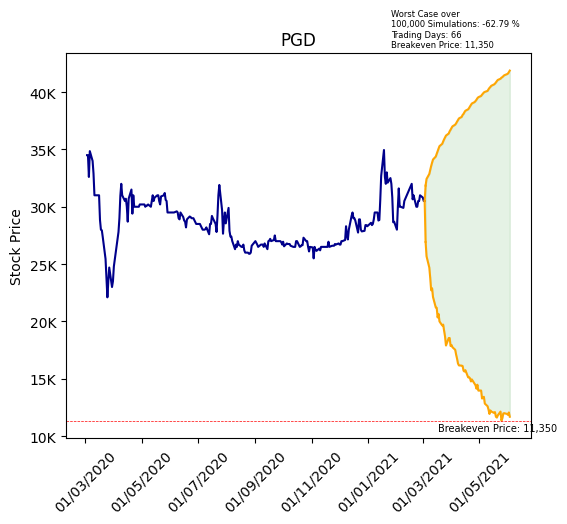 Worst Case over
100,000 Simulations: -62.79 %
Trading Days: 66
Breakeven Price: 11,350
PGD
Stock Price
40K
35K
30K
25K
20K
15K
10K
Breakeven Price: 11,350
01/03/2020
01/05/2020
01/07/2020
01/09/2020
01/11/2020
01/01/2021
01/03/2021
01/05/2021